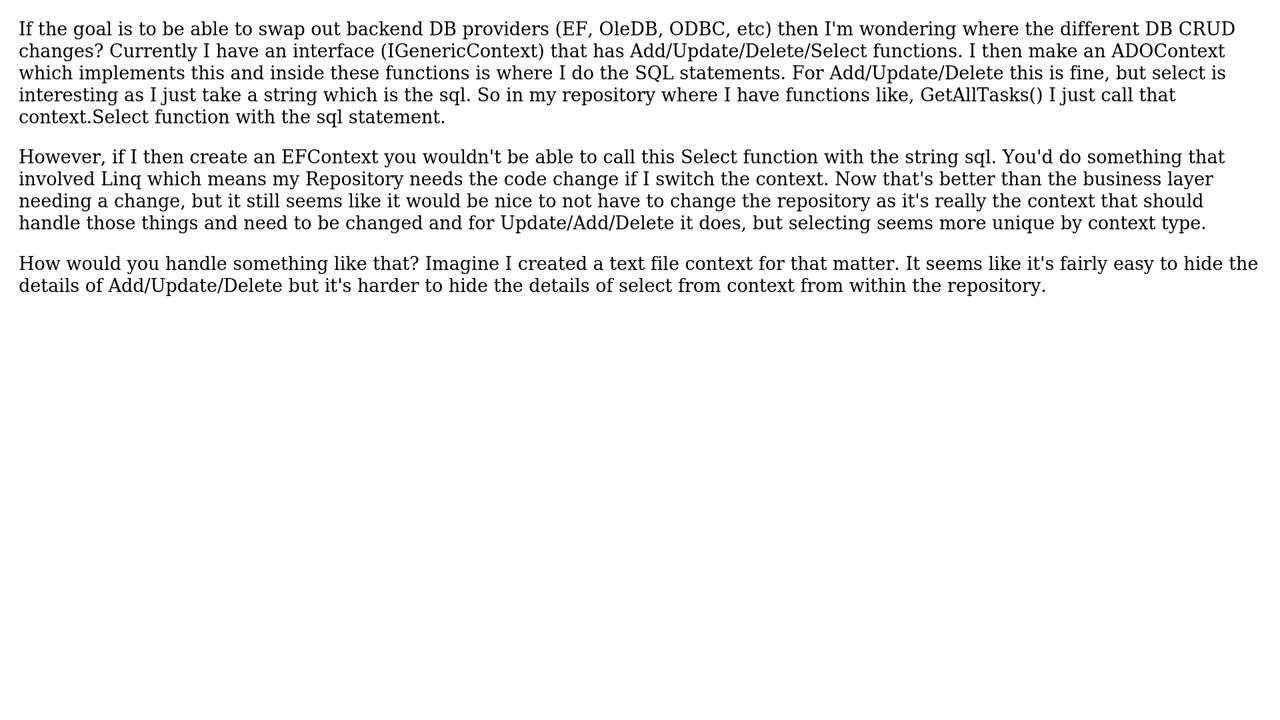 If the goal is to be able to swap out backend DB providers (EF, OleDB, ODBC, etc) then I'm wondering where the different DB CRUD
changes? Currently I have an interface (IGenericContext) that has Add/Update/Delete/Select functions. I then make an ADOContext
which implements this and inside these functions is where I do the SQL statements. For Add/Update/Delete this is fine, but select is
interesting as I just take a string which is the sql. So in my repository where I have functions like, GetAllTasks() I just call that
context.Select function with the sql statement.
However, if I then create an EFContext you wouldn't be able to call this Select function with the string sql. You'd do something that
involved Linq which means my Repository needs the code change if I switch the context. Now that's better than the business layer
needing a change, but it still seems like it would be nice to not have to change the repository as it's really the context that should
handle those things and need to be changed and for Update/Add/Delete it does, but selecting seems more unique by context type.
How would you handle something like that? Imagine I created a text file context for that matter. It seems like it's fairly easy to hide the
details of Add/Update/Delete but it's harder to hide the details of select from context from within the repository.